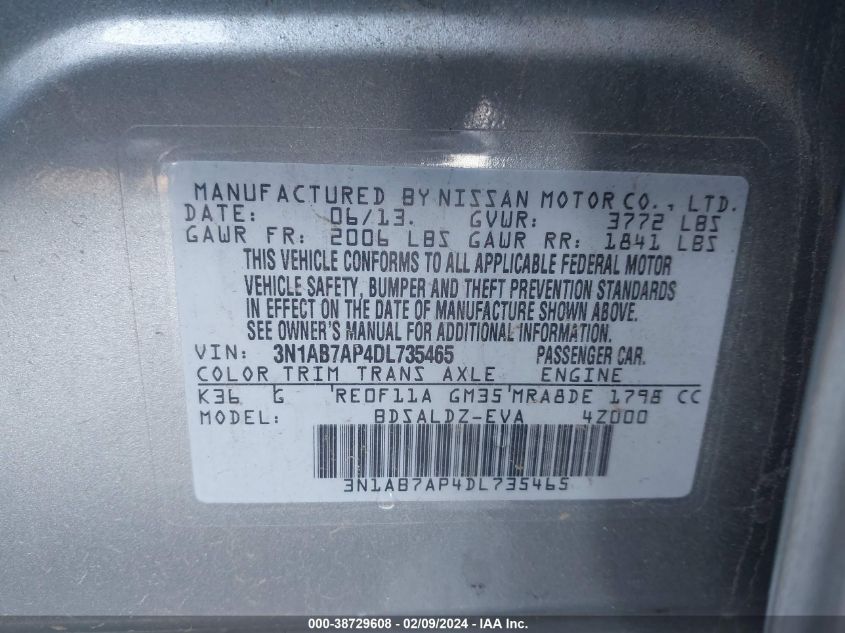 MANUFACTURED BY NISSAN MOTOR CO., LTD.
DATE: 06/13. GVWR: 3772 LBS
GAWR FR: 2006 LBS GAWR RR: 1841 LBS
THIS VEHICLE CONFORMS TO ALL APPLICABLE FEDERAL MOTOR
VEHICLE SAFETY, BUMPER AND THEFT PREVENTION STANDARDS
IN EFFECT ON THE DATE OF MANUFACTURE SHOWN ABOVE.
SEE OWNER'S MANUAL FOR ADDITIONAL INFORMATION.
VIN: 3N1AB7AP4DL735465 PASSENGER CAR.
COLOR TRIM TRANS AXLE ENGINE
K36 G RE0F11A GM35 MRA8DE 1798 CC
MODEL: BDSALDZ-EVA 4Z000
3N1AB7AP4DL735465
000-38729608 - 02/09/2024 - IAA Inc.